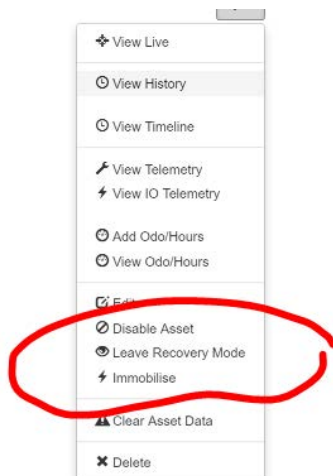 View Live
View History
View Timeline
View Telemetry
View IO Telemetry
Add Odo/Hours
View Odo/Hours
Edit
Disable Asset
Leave Recovery Mode
Immobilise
Clear Asset Data
Delete